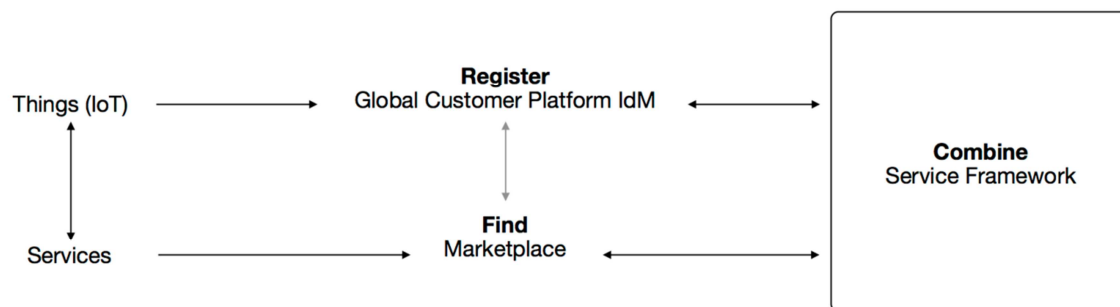 Register
Things (IoT)
Global Customer Platform IdM
Combine
Service Framework
Find
Services
Marketplace